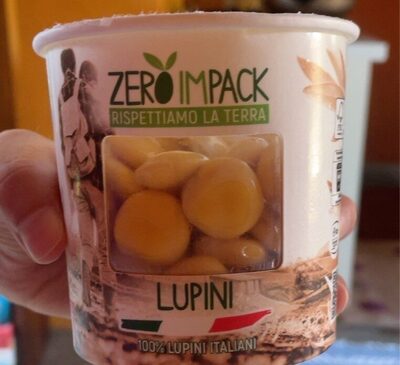 ZERO IMPACK
RISPETTIAMO LA TERRA
LUPINI
100% LUPINI ITALIANI